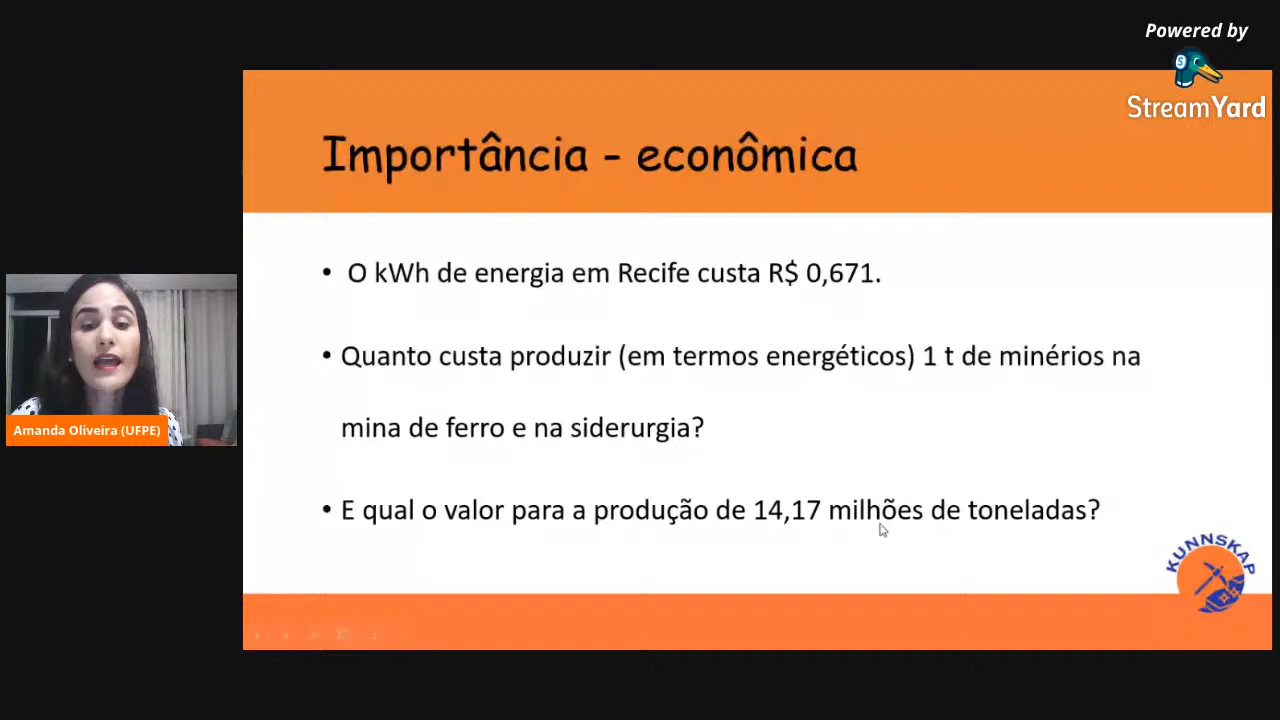 Powered by
StreamYard
Importância - econômica
• O kWh de energia em Recife custa R$ 0,671.
• Quanto custa produzir (em termos energéticos) 1 t de minérios na
mina de ferro e na siderurgia?
• E qual o valor para a produção de 14,17 milhões de toneladas?
Amanda Oliveira (UFPE)
KUNNSKAP